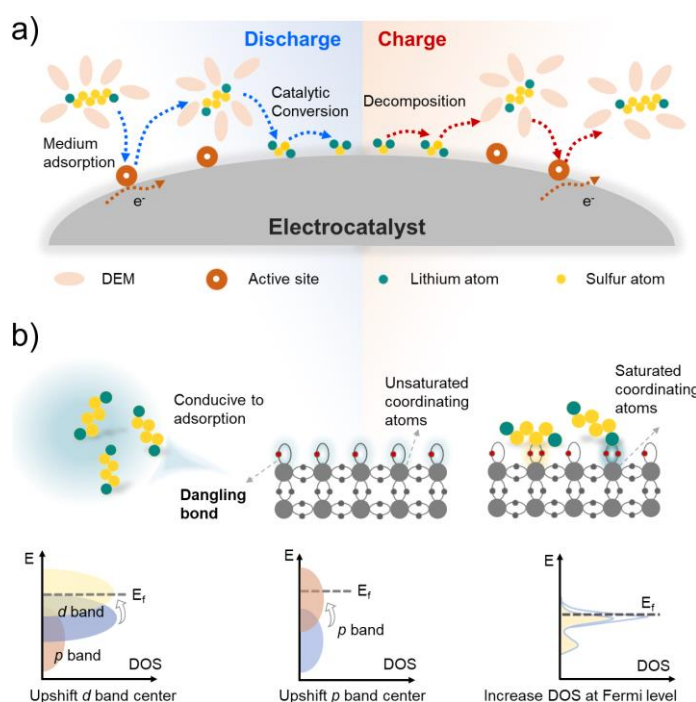 a)
Discharge
Charge
Catalytic
Conversion
Decomposition
Medium
adsorption
e-
e-
Electrocatalyst
DEM
Active site
Lithium atom
Sulfur atom
b)
Conducive to
adsorption
Unsaturated
coordinating
atoms
Saturated
coordinating
atoms
Dangling
bond
E
Ef
d band
p band
DOS
Upshift d band center
E
Ef
p band
DOS
Upshift p band center
E
Ef
DOS
Increase DOS at Fermi level